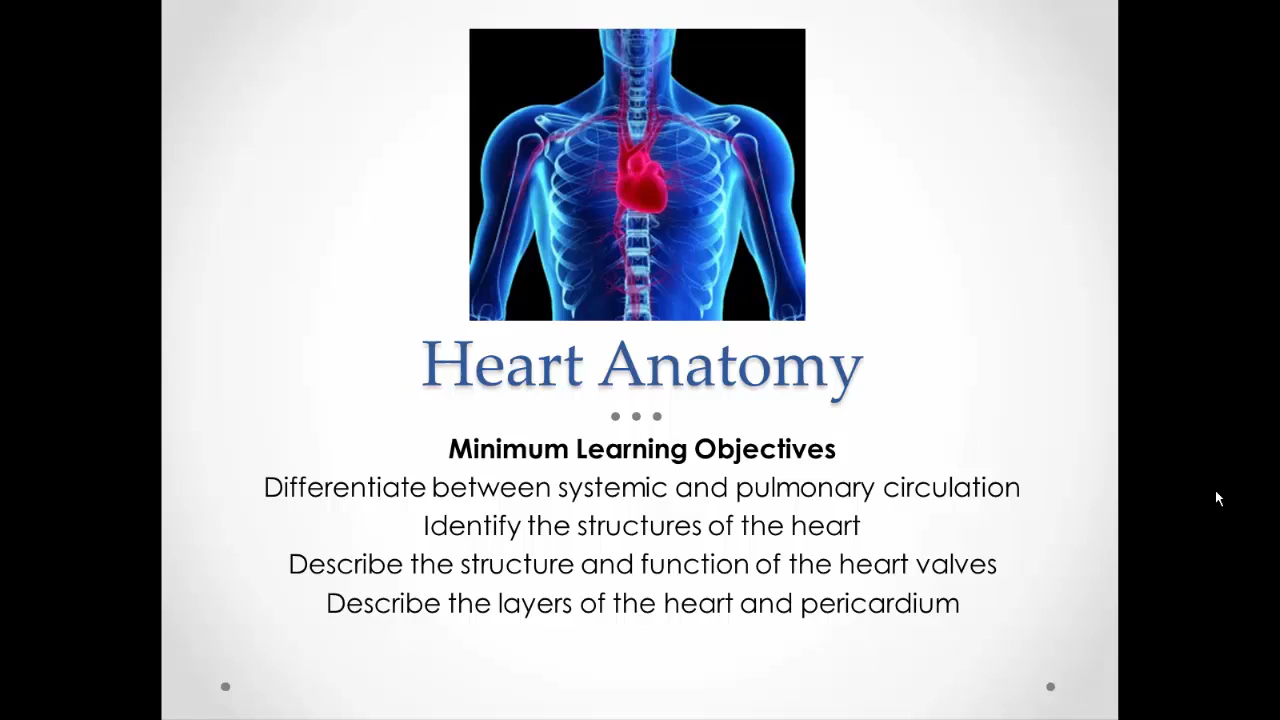 Heart Anatomy
Minimum Learning Objectives
Differentiate between systemic and pulmonary circulation
Identify the structures of the heart
Describe the structure and function of the heart valves
Describe the layers of the heart and pericardium